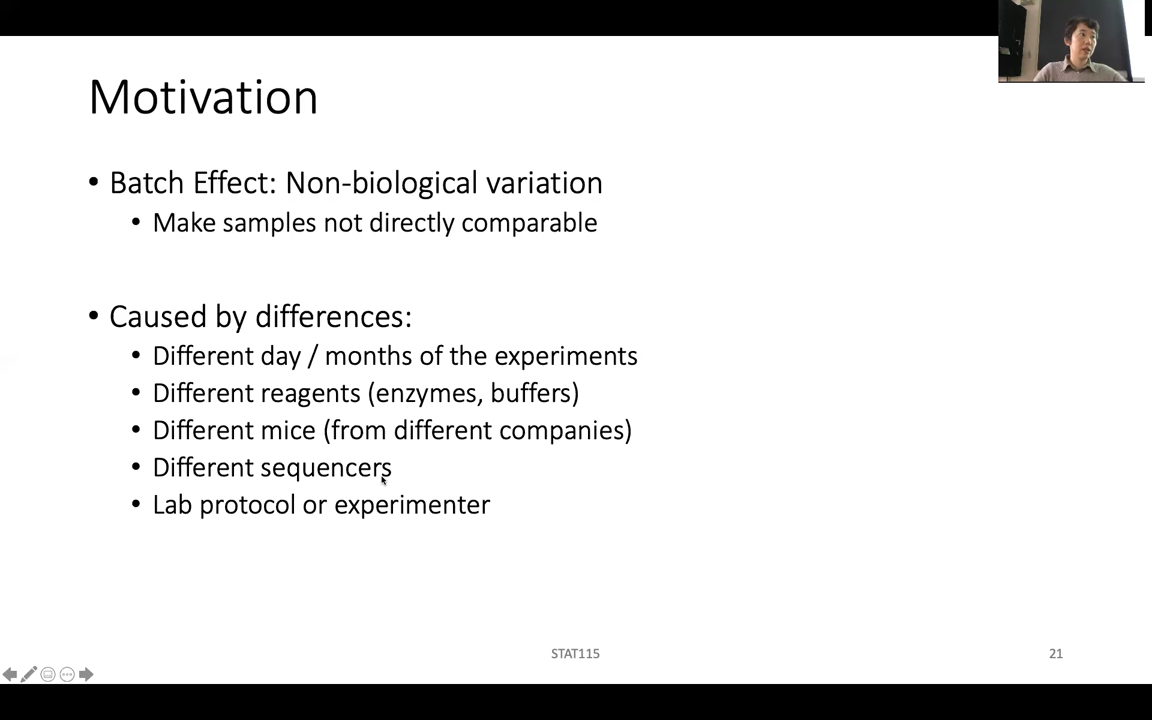 Motivation
• Batch Effect: Non-biological variation
• Make samples not directly comparable
• Caused by differences:
• Different day / months of the experiments
• Different reagents (enzymes, buffers)
• Different mice (from different companies)
• Different sequencers
• Lab protocol or experimenter
STAT115
21